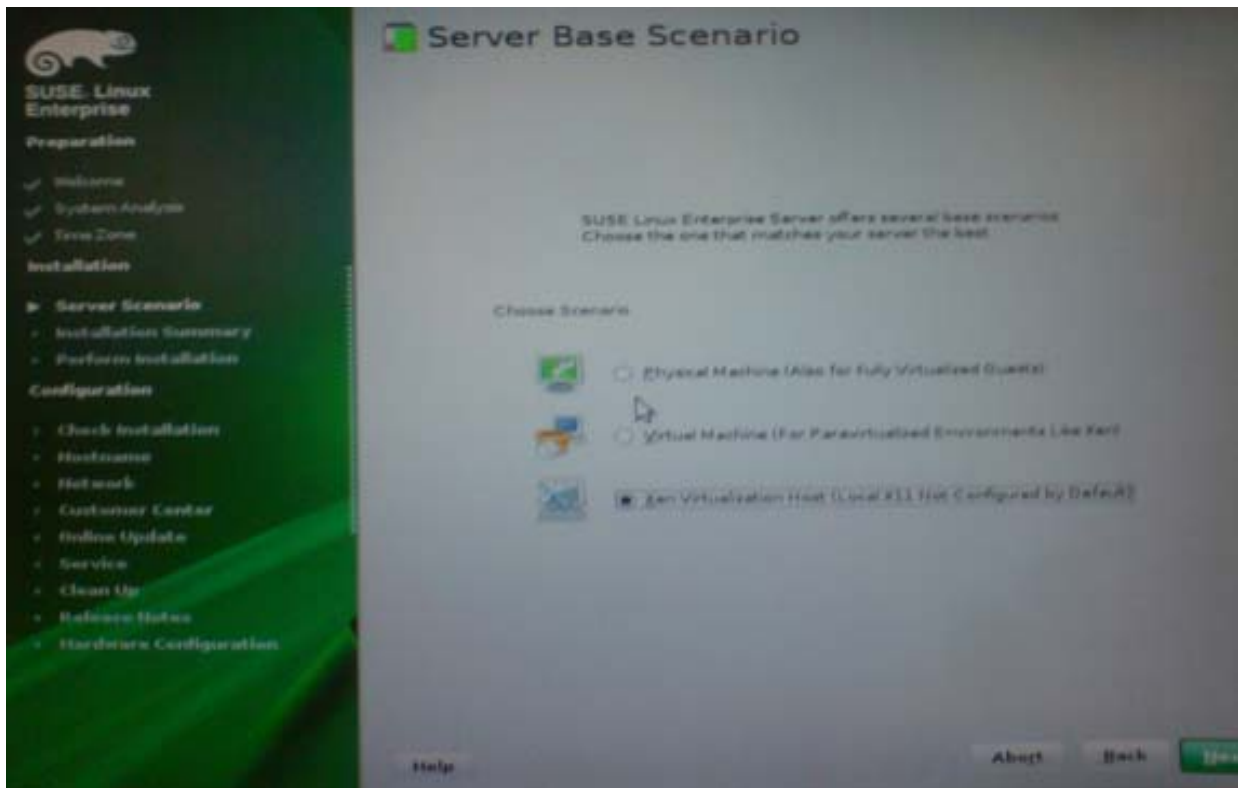 SUSE. Linux
Enterprise
Preparation
Welcome
System Analysis
Time Zone
Installation
Server Scenario
Installation Summary
Perform Installation
Configuration
Check Installation
Hostname
Network
Customer Center
Online Update
Service
Clean Up
Release Notes
Hardware Configuration
Server Base Scenario
SUSE Linux Enterprise Server offers several base scenarios.
Choose the one that matches your server the best.
Choose Scenario
Physical Machine (Also for Fully Virtualized Guests)
Virtual Machine (For Paravirtualized Environments Like Xen)
Xen Virtualization Host (Local X11 Not Configured by Default)
Help
Abort
Back